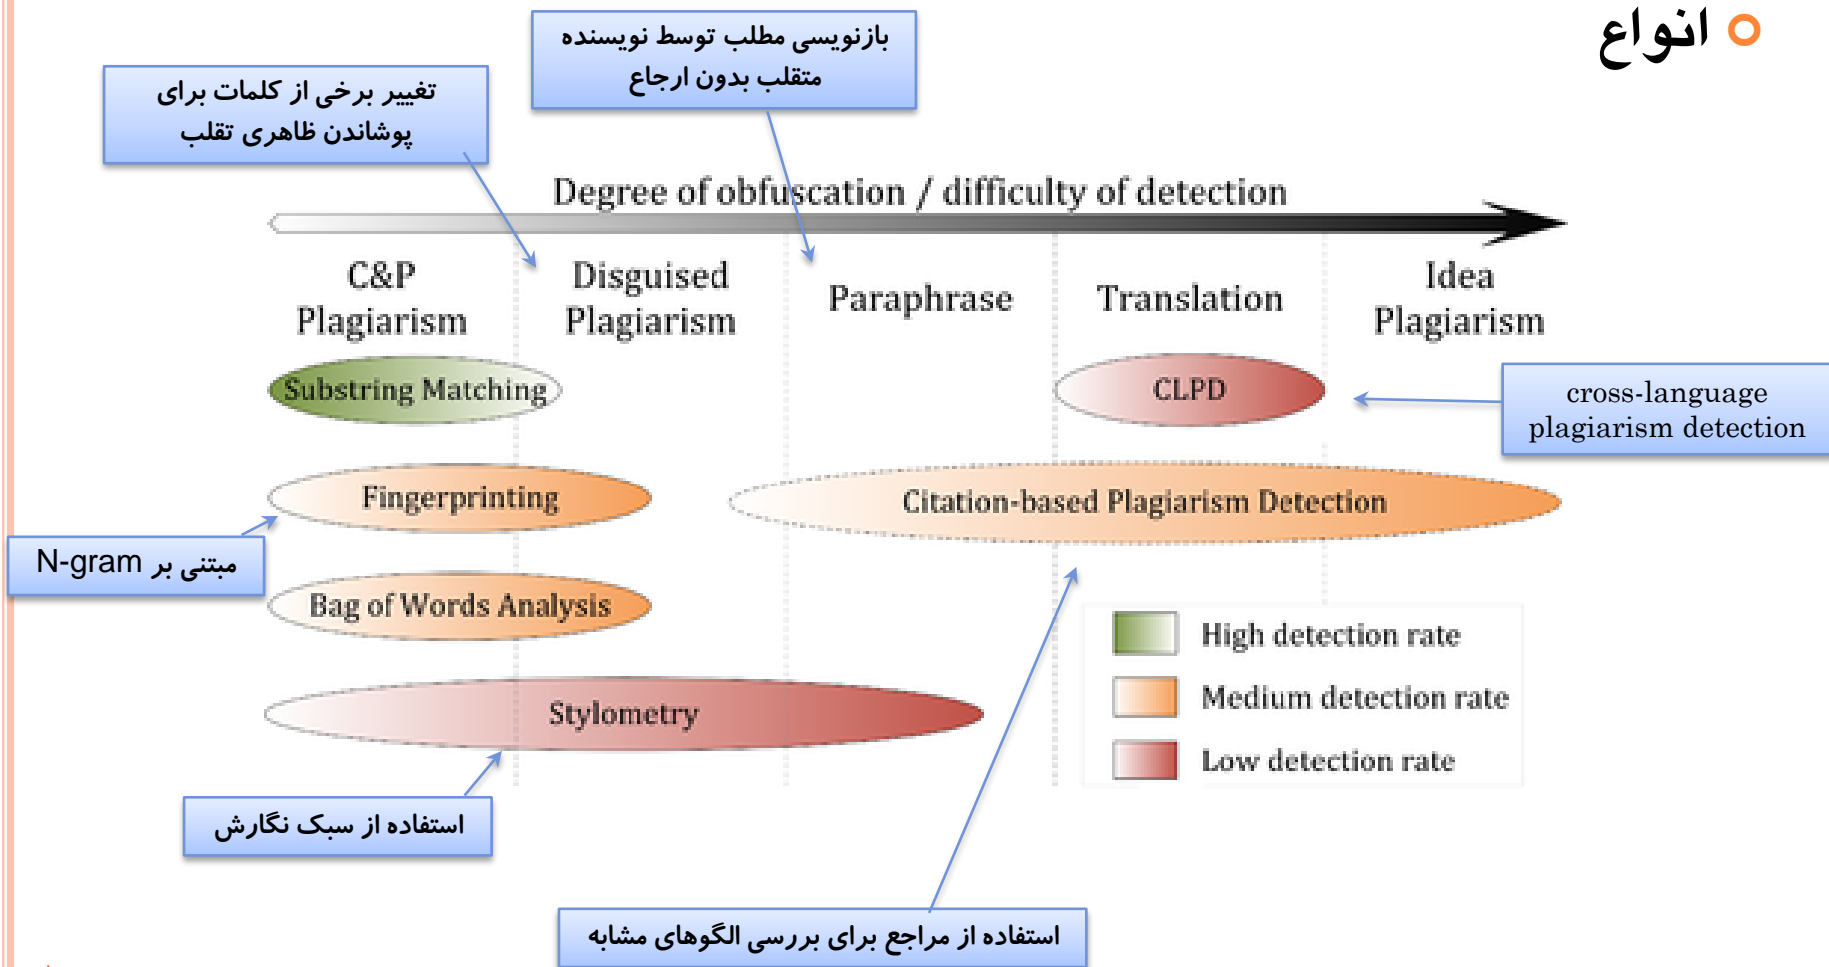 انواع
بازنویسی مطلب توسط نویسنده
متقلب بدون ارجاع
تغییر برخی از کلمات برای
پوشاندن ظاهری تقلب
Degree of obfuscation / difficulty of detection
C&P
Plagiarism
Disguised
Plagiarism
Paraphrase
Translation
Idea
Plagiarism
Substring Matching
CLPD
cross-language
plagiarism detection
Fingerprinting
Citation-based Plagiarism Detection
مبتنی بر N-gram
Bag of Words Analysis
High detection rate
Medium detection rate
Low detection rate
Stylometry
استفاده از سبک نگارش
استفاده از مراجع برای بررسی الگوهای مشابه